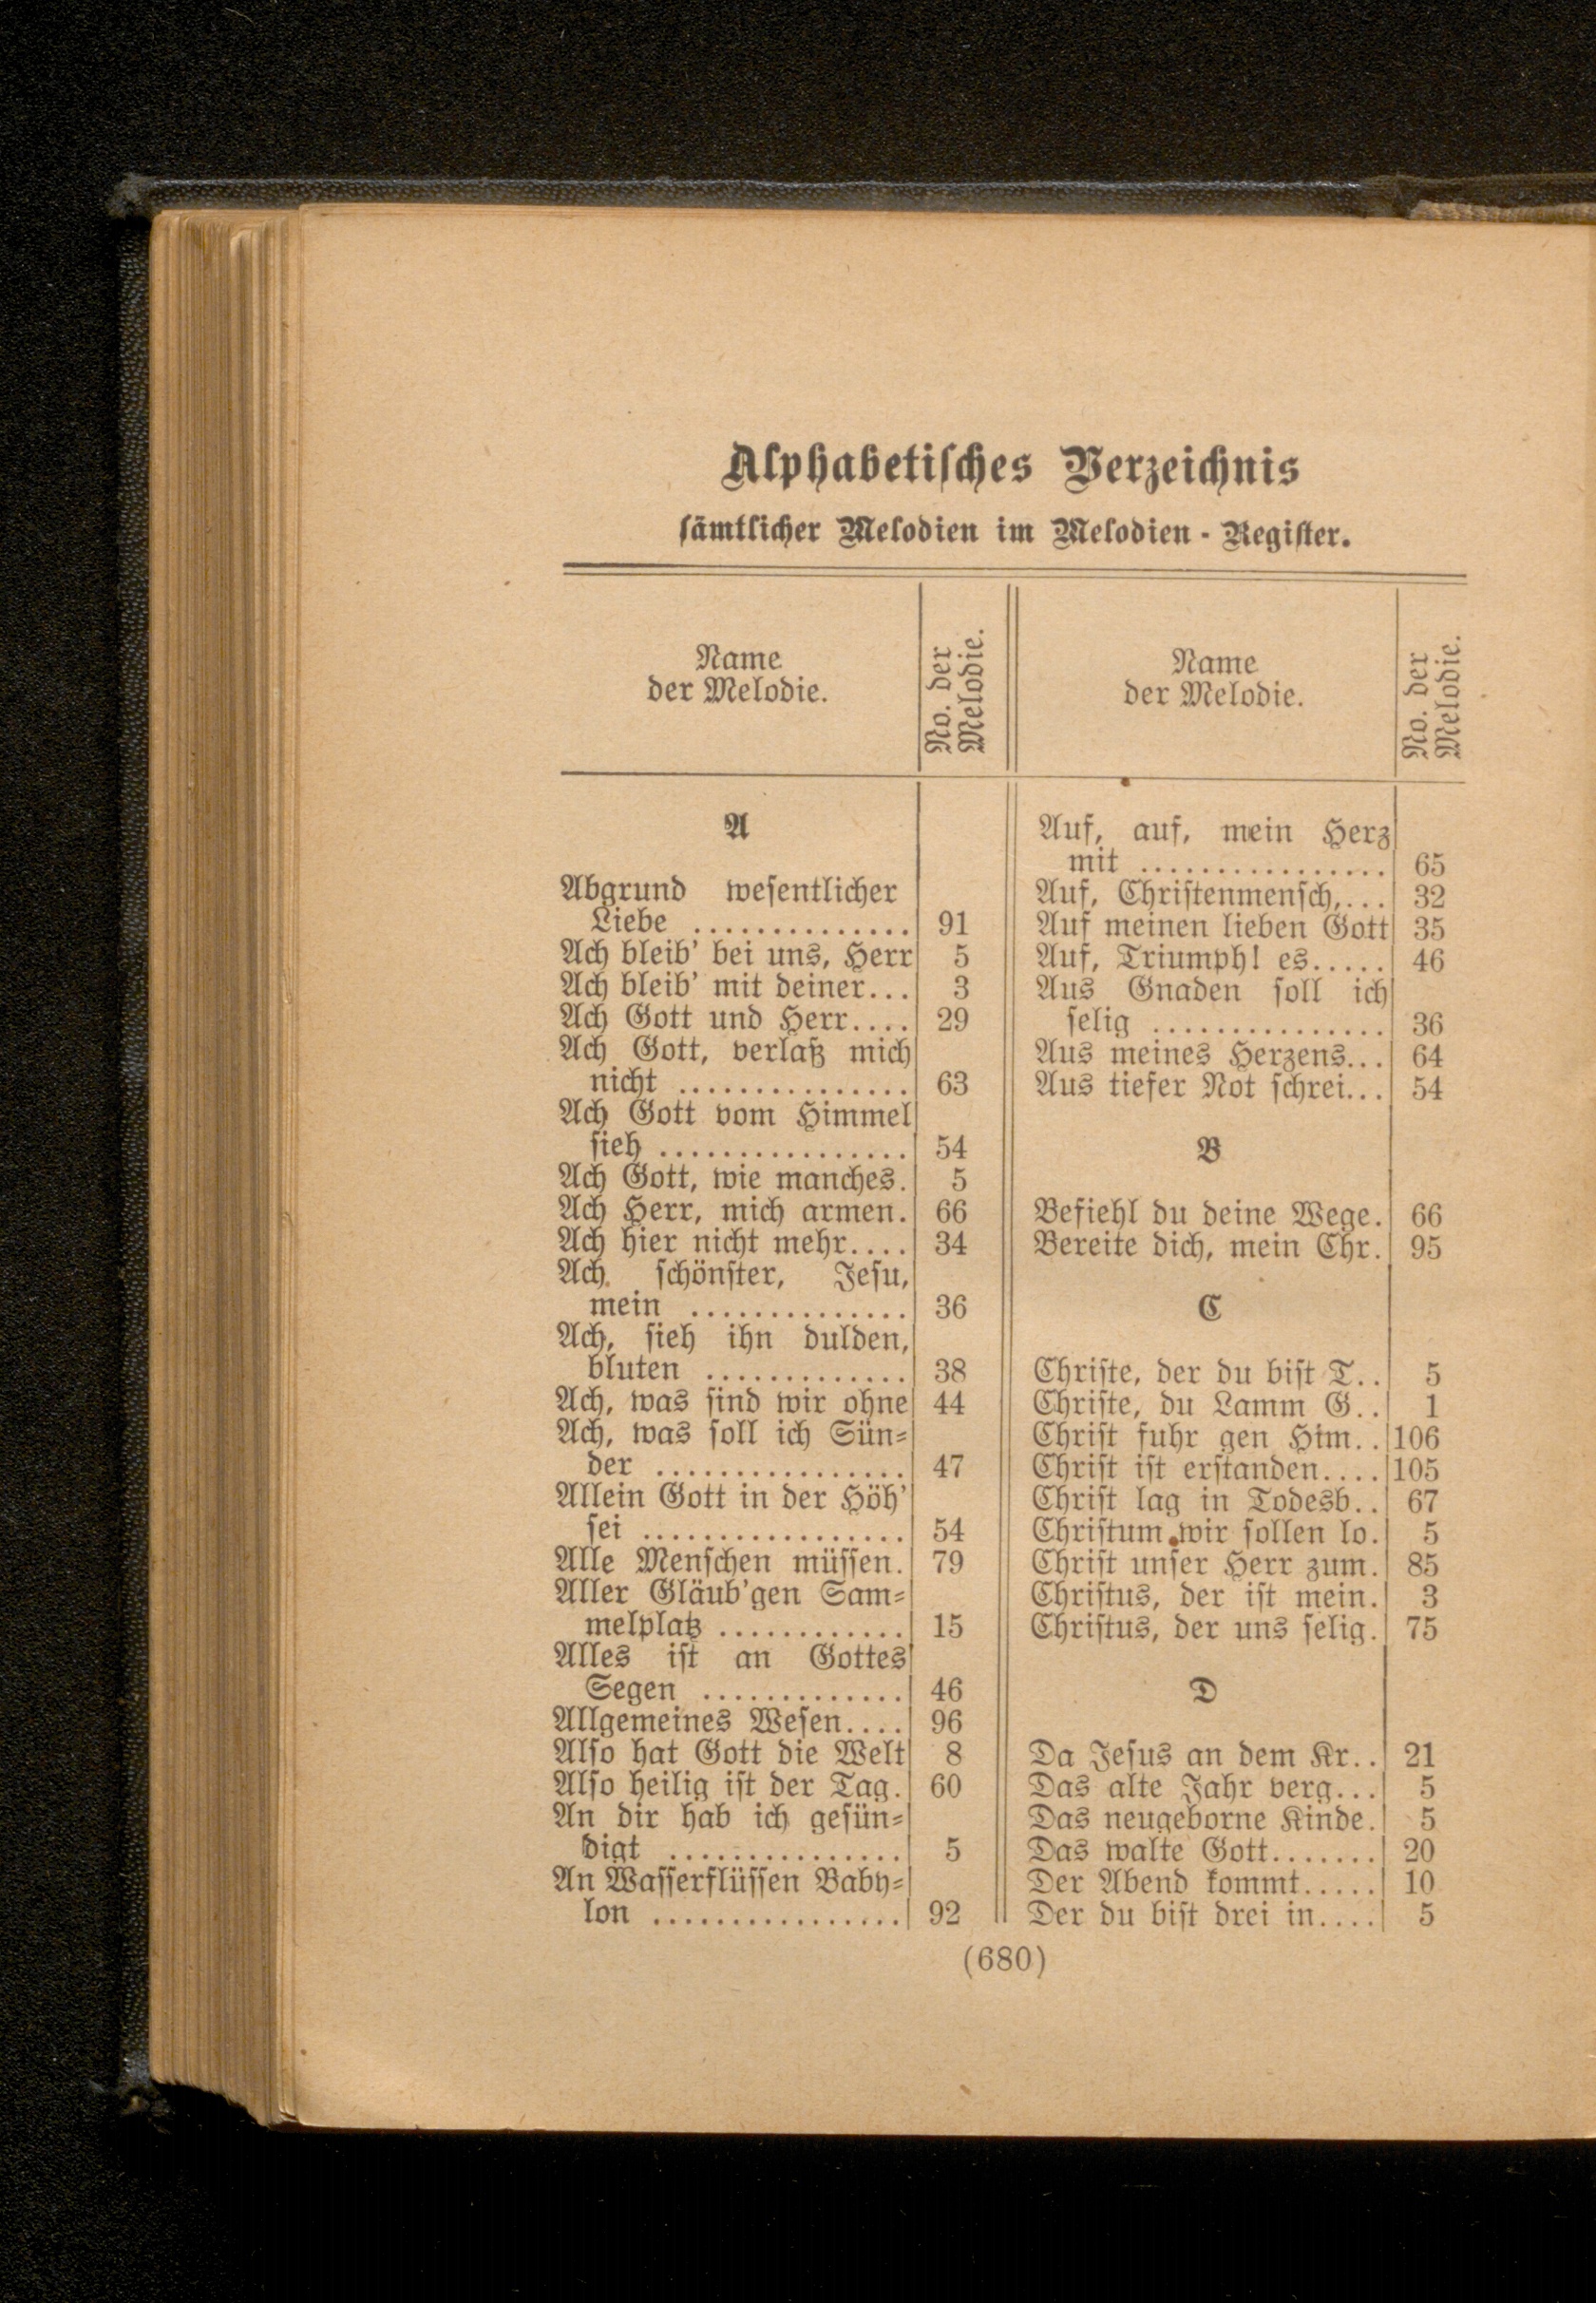 Alphabetisches Verzeichnis
sämtlicher Melodien im Melodien-Register.
Name
der Melodie.
No. der
Melodie.
Name
der Melodie.
No. der
Melodie.
A
Abgrund wesentlicher
Liebe .............. 91
Ach bleib' bei uns, Herr 5
Ach bleib' mit deiner... 3
Ach Gott und Herr.... 29
Ach Gott, verlaß mich
nicht ............... 63
Ach Gott vom Himmel
sieh ................ 54
Ach Gott, wie manches. 5
Ach Herr, mich armen. 66
Ach hier nicht mehr.... 34
Ach schönster, Jesu,
mein .............. 36
Ach, sieh ihn dulden,
bluten ............. 38
Ach, was sind wir ohne 44
Ach, was soll ich Sün-
der ................ 47
Allein Gott in der Höh'
sei ................. 54
Alle Menschen müssen. 79
Aller Gläub'gen Sam-
melplatz ............ 15
Alles ist an Gottes
Segen ............. 46
Allgemeines Wesen.... 96
Also hat Gott die Welt 8
Also heilig ist der Tag. 60
An dir hab ich gesün-
digt ............... 5
An Wasserflüssen Baby-
lon ................ 92
Auf, auf, mein Herz
mit ................ 65
Auf, Christenmensch,... 32
Auf meinen lieben Gott 35
Auf, Triumph! es..... 46
Aus Gnaden soll ich
selig ............... 36
Aus meines Herzens... 64
Aus tiefer Not schrei... 54
B
Befiehl du deine Wege. 66
Bereite dich, mein Chr. 95
C
Christe, der du bist T.. 5
Christe, du Lamm G.. 1
Christ fuhr gen Him.. 106
Christ ist erstanden.... 105
Christ lag in Todesb.. 67
Christum wir sollen lo. 5
Christ unser Herr zum. 85
Christus, der ist mein. 3
Christus, der uns selig. 75
D
Da Jesus an dem Kr.. 21
Das alte Jahr verg... 5
Das neugeborne Kinde. 5
Das walte Gott....... 20
Der Abend kommt..... 10
Der du bist drei in.... 5
(680)